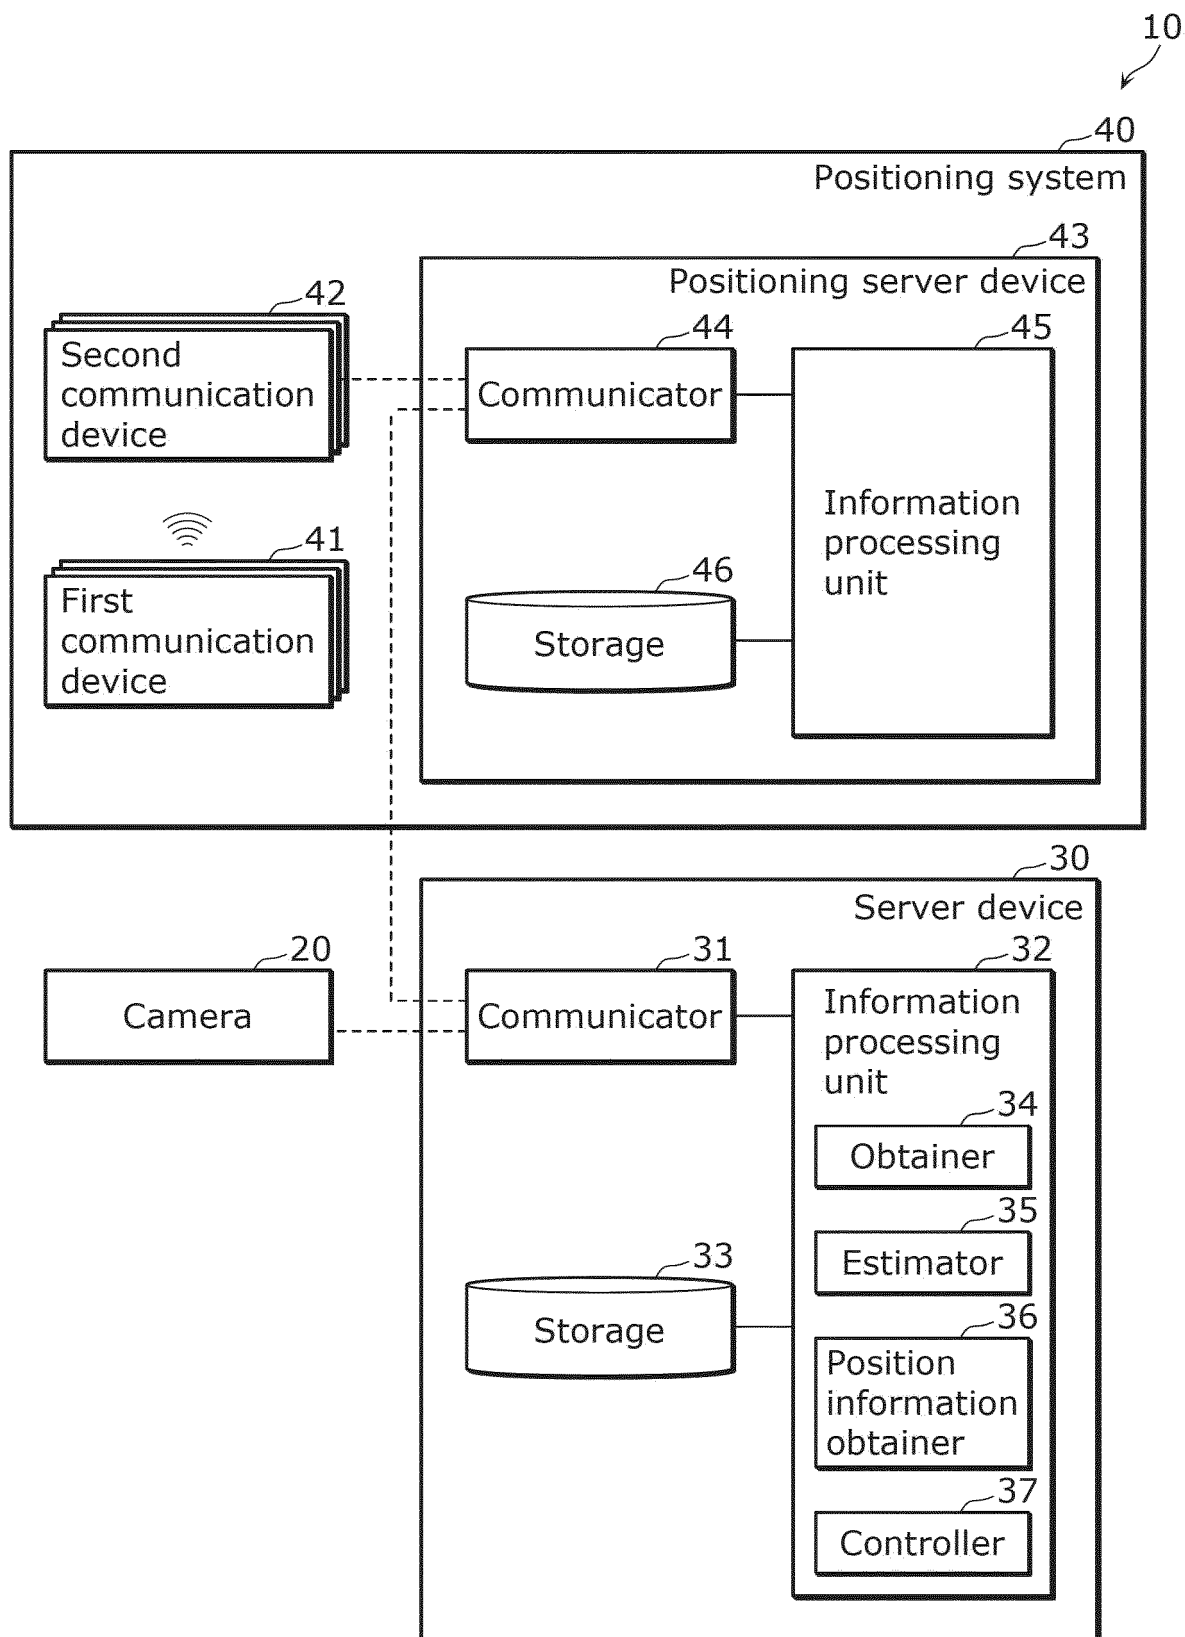 10
40
Positioning system
43
Positioning server device
42
Second
communication
device
44
Communicator
45
Information
processing
unit
41
First
communication
device
46
Storage
30
Server device
20
Camera
31
Communicator
32
Information
processing
unit
34
Obtainer
35
Estimator
33
Storage
36
Position
information
obtainer
37
Controller